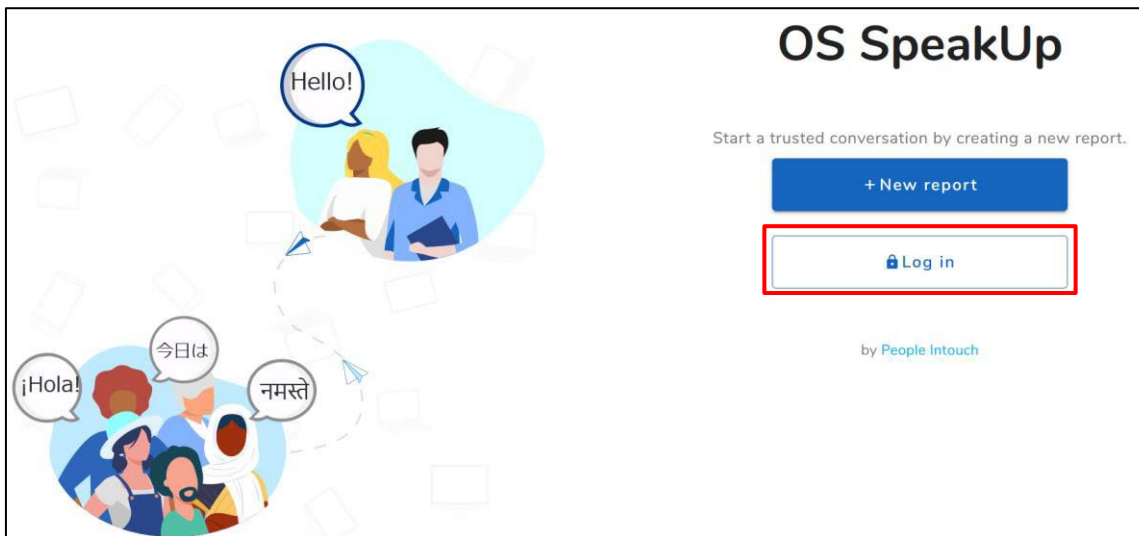 Hello!
今日は
¡Hola!
नमस्ते
OS SpeakUp
Start a trusted conversation by creating a new report.
+ New report
Log in
by People Intouch